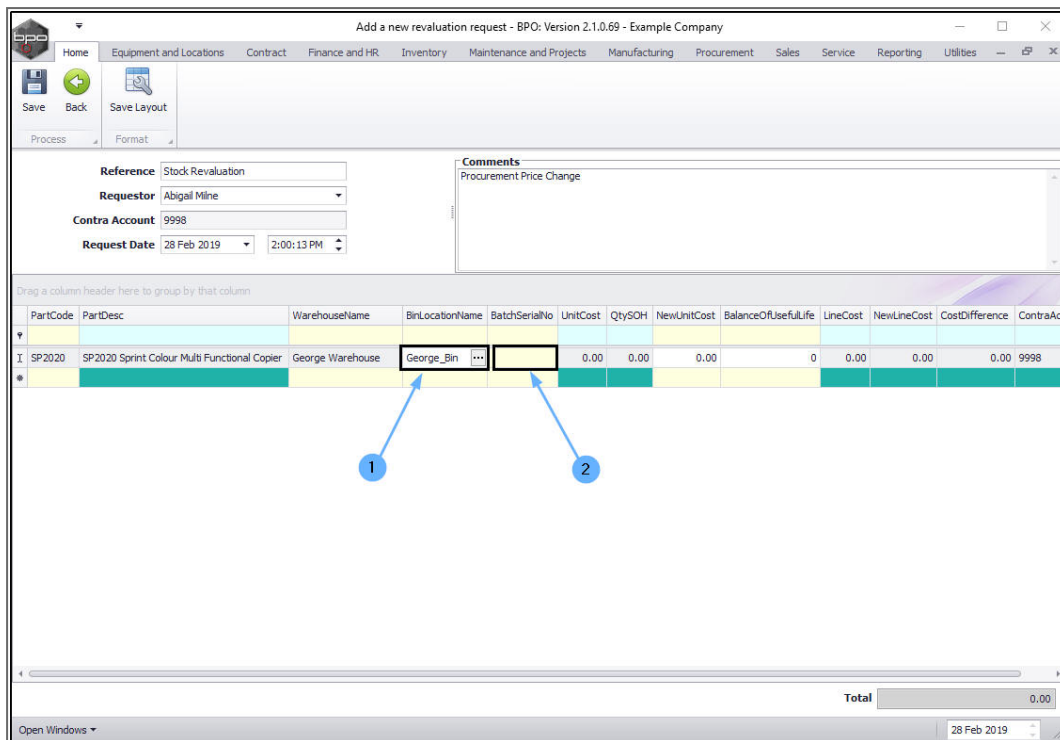 bpo
Add a new revaluation request - BPO: Version 2.1.0.69 - Example Company
Home Equipment and Locations Contract Finance and HR Inventory Maintenance and Projects Manufacturing Procurement Sales Service Reporting Utilities
Save Back Save Layout
Process Format
Reference Stock Revaluation
Requestor Abigail Milne
Contra Account 9998
Request Date 28 Feb 2019 2:00:13 PM
Comments
Procurement Price Change
Drag a column header here to group by that column
PartCode PartDesc WarehouseName BinLocationName BatchSerialNo UnitCost QtySOH NewUnitCost BalanceOfUsefulLife LineCost NewLineCost CostDifference ContraAc
SP2020 SP2020 Sprint Colour Multi Functional Copier George Warehouse George_Bin ... 0.00 0.00 0.00 0 0.00 0.00 0.00 9998
1 2
Total 0.00
Open Windows 28 Feb 2019